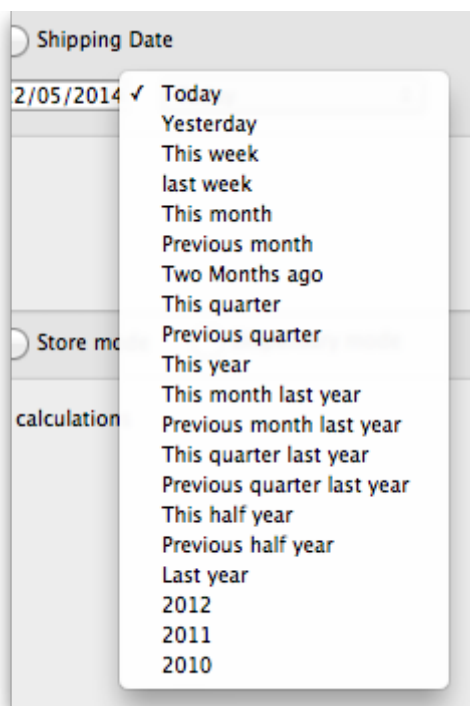 Shipping Date
2/05/2014 ✓ Today
Yesterday
This week
last week
This month
Previous month
Two Months ago
This quarter
Store mo
Previous quarter
This year
This month last year
calculation
Previous month last year
This quarter last year
Previous quarter last year
This half year
Previous half year
Last year
2012
2011
2010